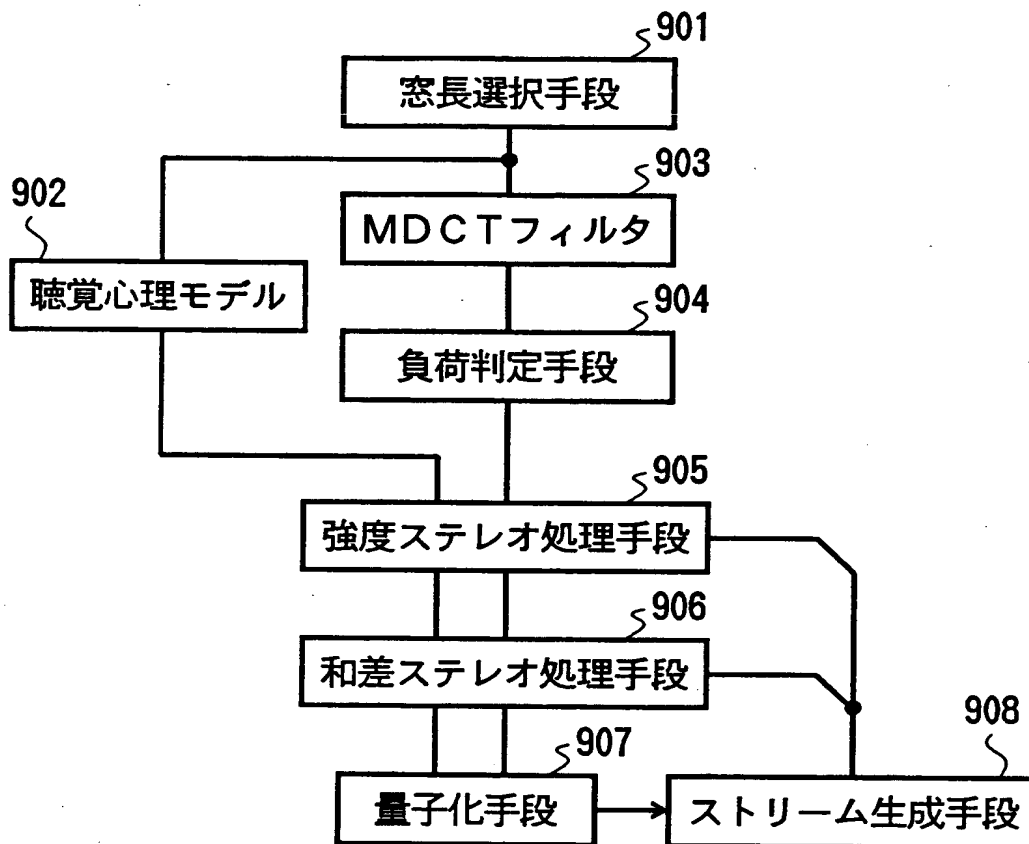 901
窓長選択手段
903
902
MDCTフィルタ
聴覚心理モデル
904
負荷判定手段
905
強度ステレオ処理手段
906
和差ステレオ処理手段
908
907
量子化手段
ストリーム生成手段